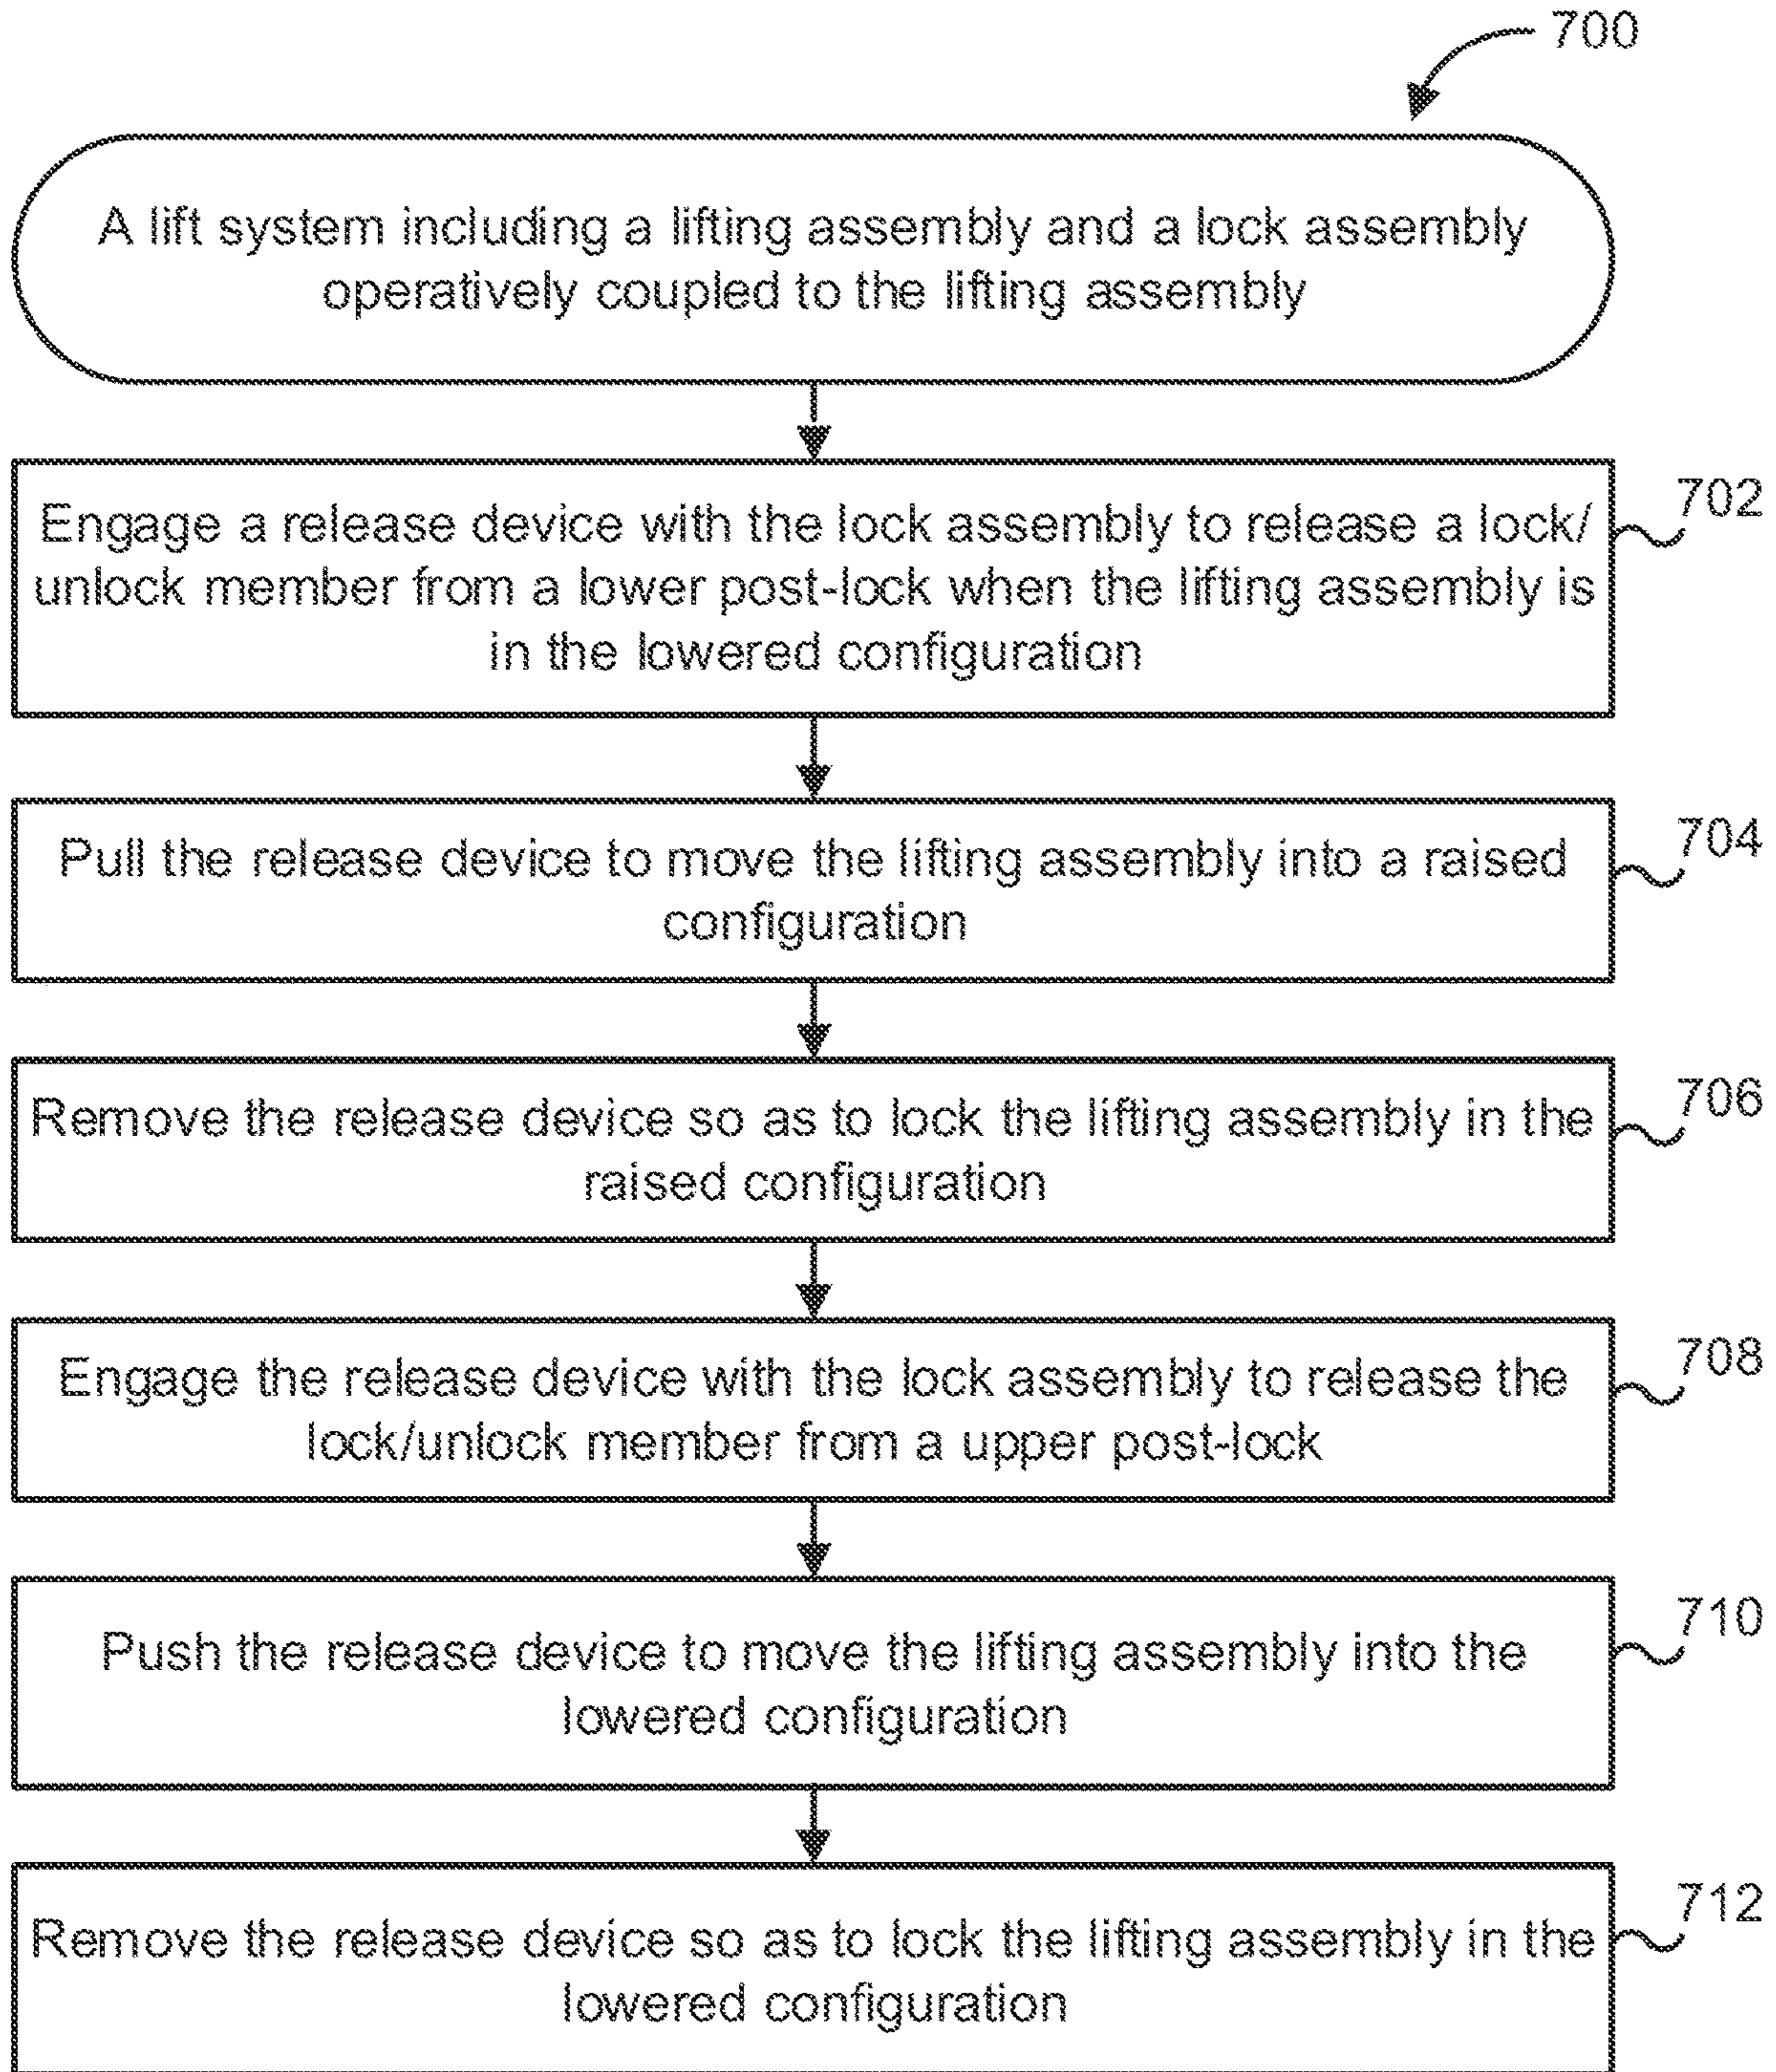 700
A lift system including a lifting assembly and a lock assembly
operatively coupled to the lifting assembly
702
Engage a release device with the lock assembly to release a lock/
unlock member from a lower post-lock when the lifting assembly is
in the lowered configuration
704
Pull the release device to move the lifting assembly into a raised
configuration
706
Remove the release device so as to lock the lifting assembly in the
raised configuration
708
Engage the release device with the lock assembly to release the
lock/unlock member from a upper post-lock
710
Push the release device to move the lifting assembly into the
lowered configuration
712
Remove the release device so as to lock the lifting assembly in the
lowered configuration